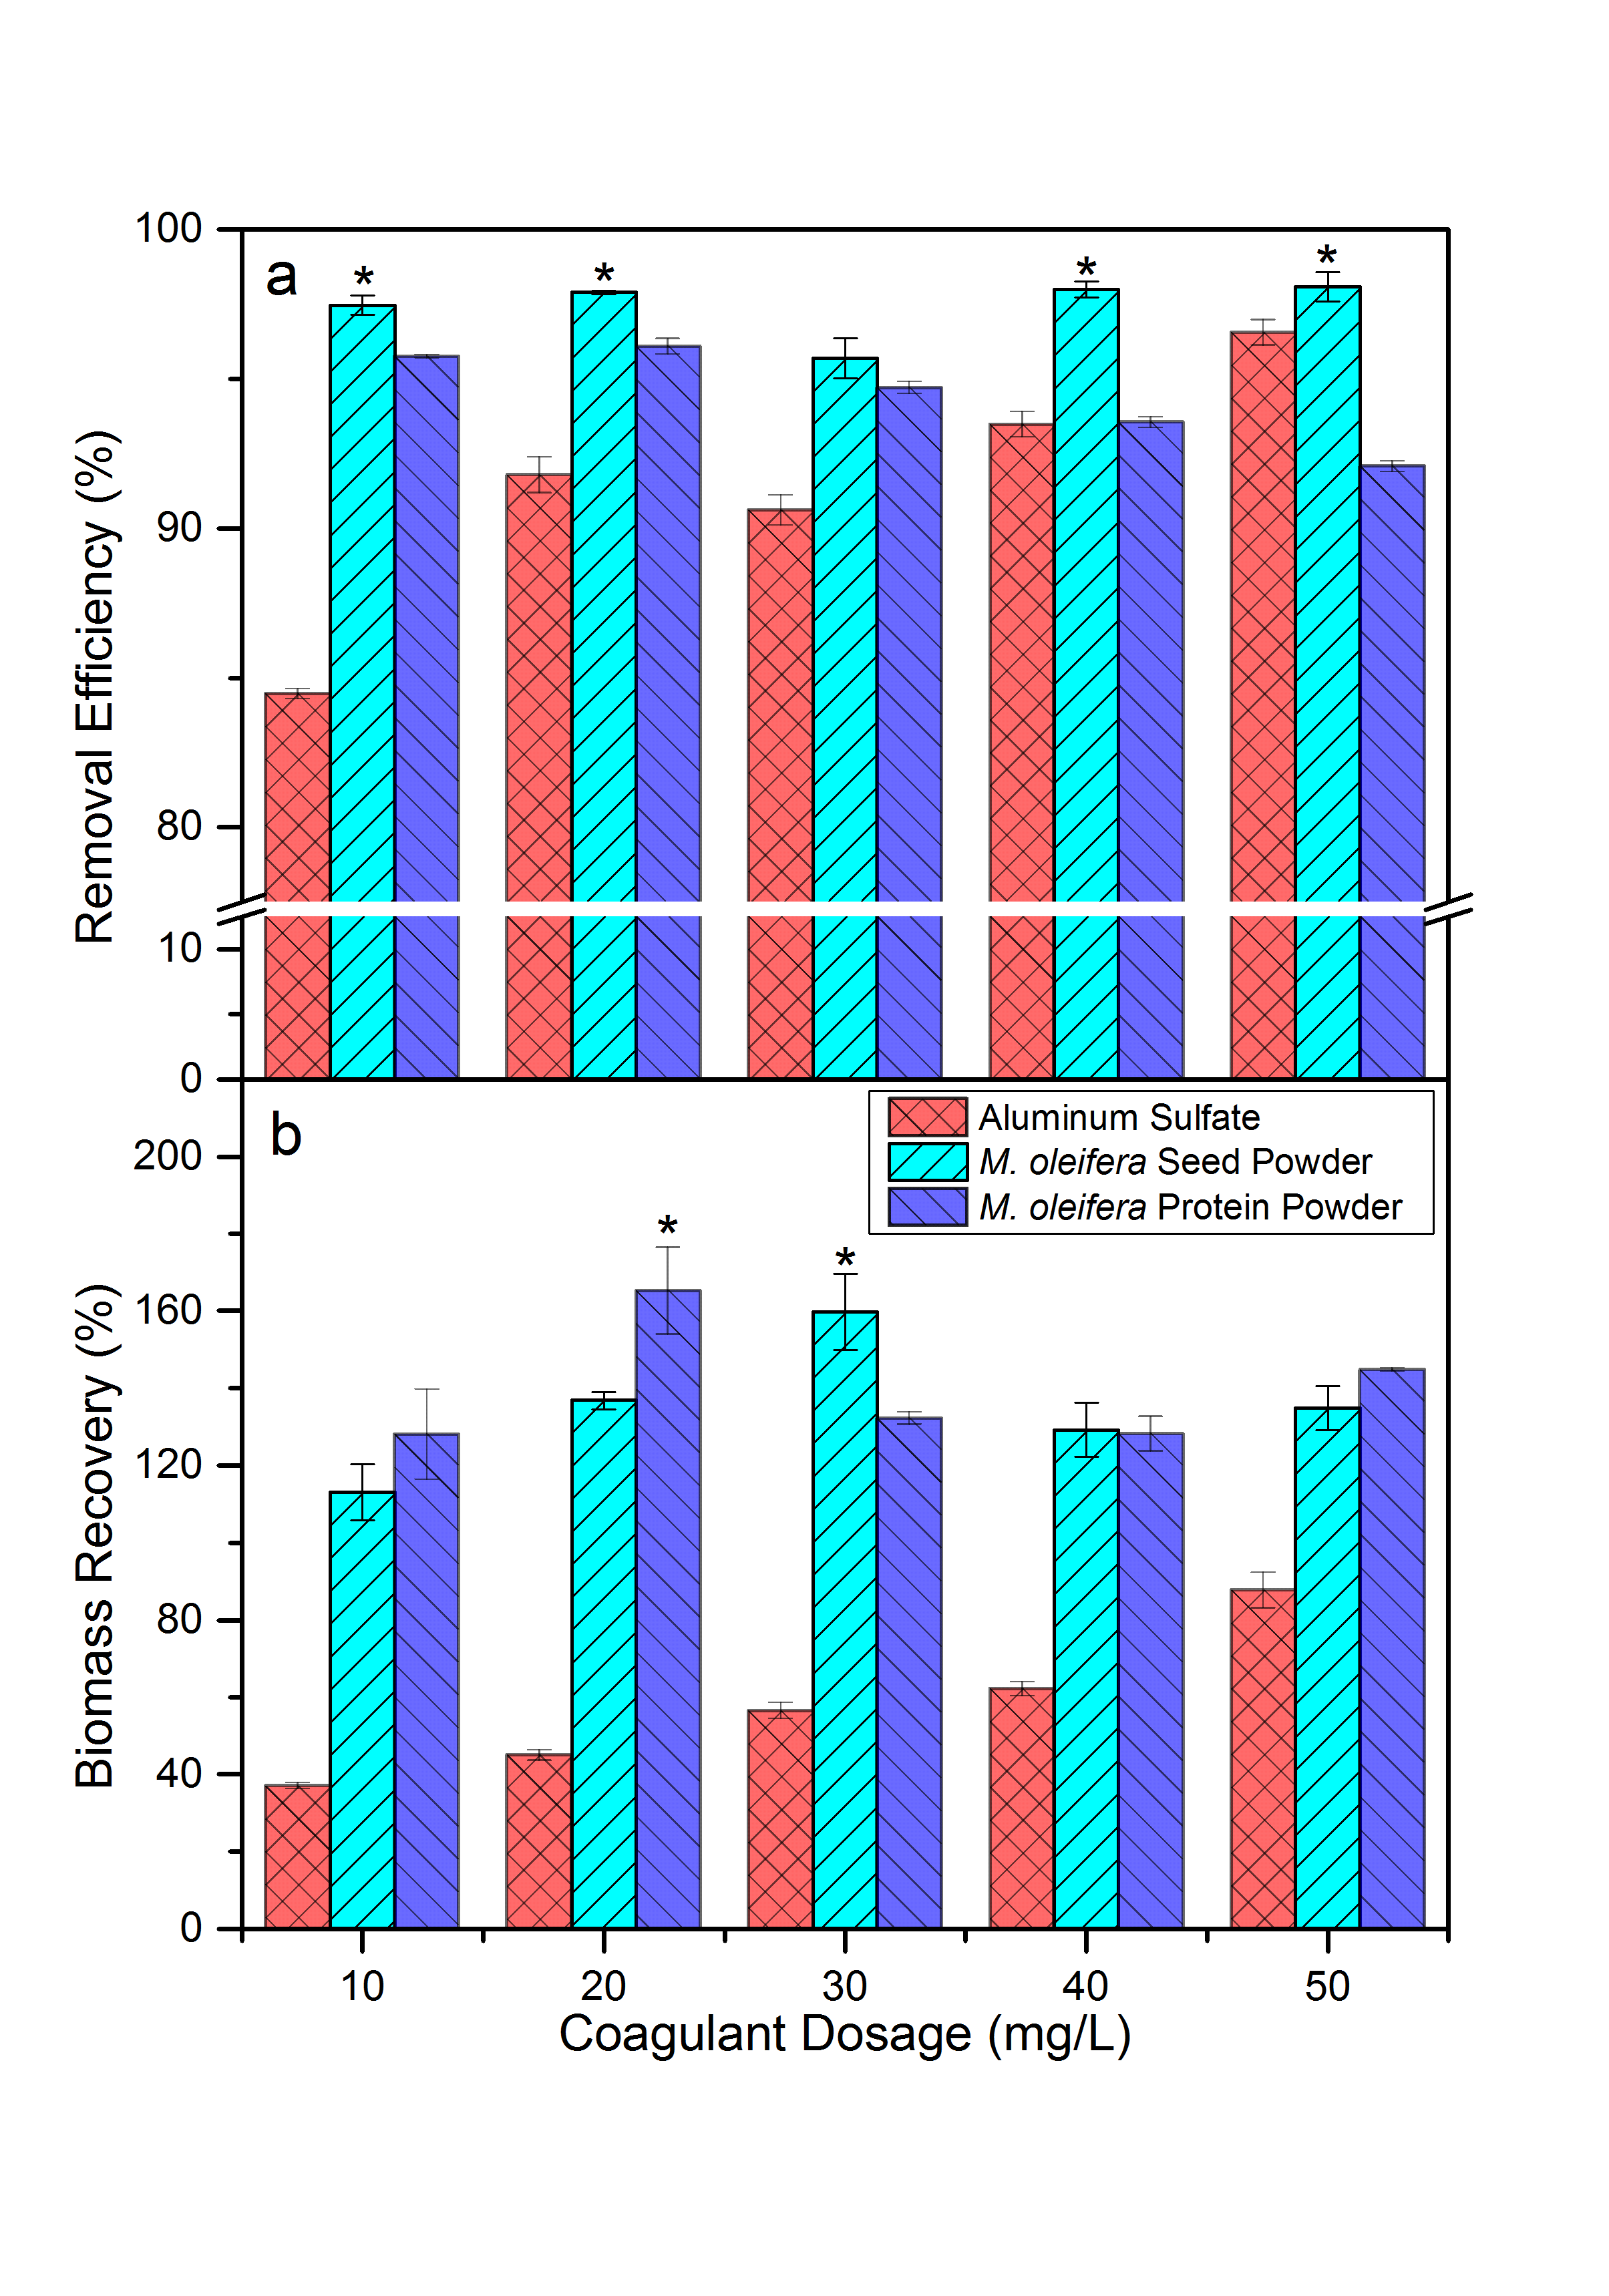 100
90
80
10
0
Removal Efficiency (%)
a
*
*
*
*
b
Aluminum Sulfate
M. oleifera Seed Powder
M. oleifera Protein Powder
*
*
200
160
120
80
40
0
Biomass Recovery (%)
10 20 30 40 50
Coagulant Dosage (mg/L)